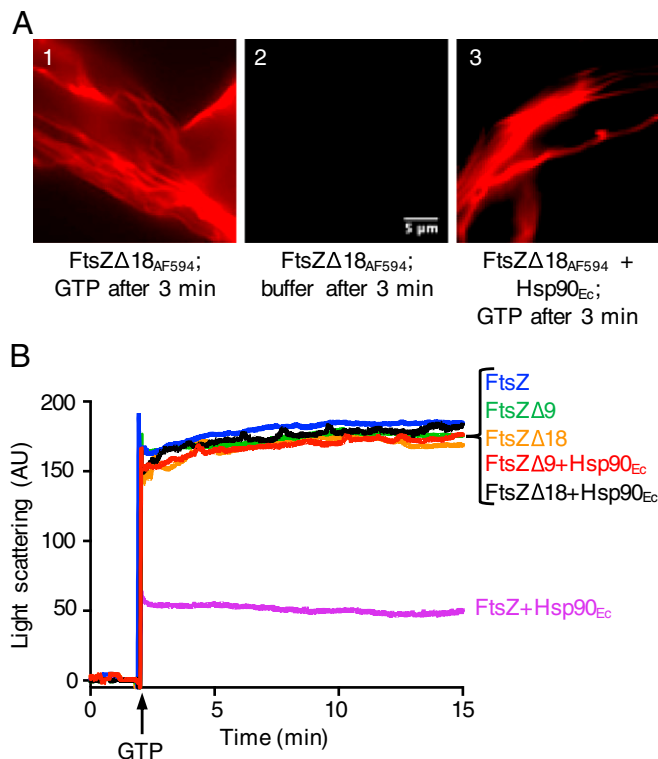 A
1
2
3
5 µm
FtsZΔ18AF594;
GTP after 3 min
FtsZΔ18AF594;
buffer after 3 min
FtsZΔ18AF594 +
Hsp90Ec;
GTP after 3 min
B
Light scattering (AU)
200
150
100
50
0
0
5
10
15
GTP
Time (min)
FtsZ
FtsZΔ9
FtsZΔ18
FtsZΔ9+Hsp90Ec
FtsZΔ18+Hsp90Ec
FtsZ+Hsp90Ec